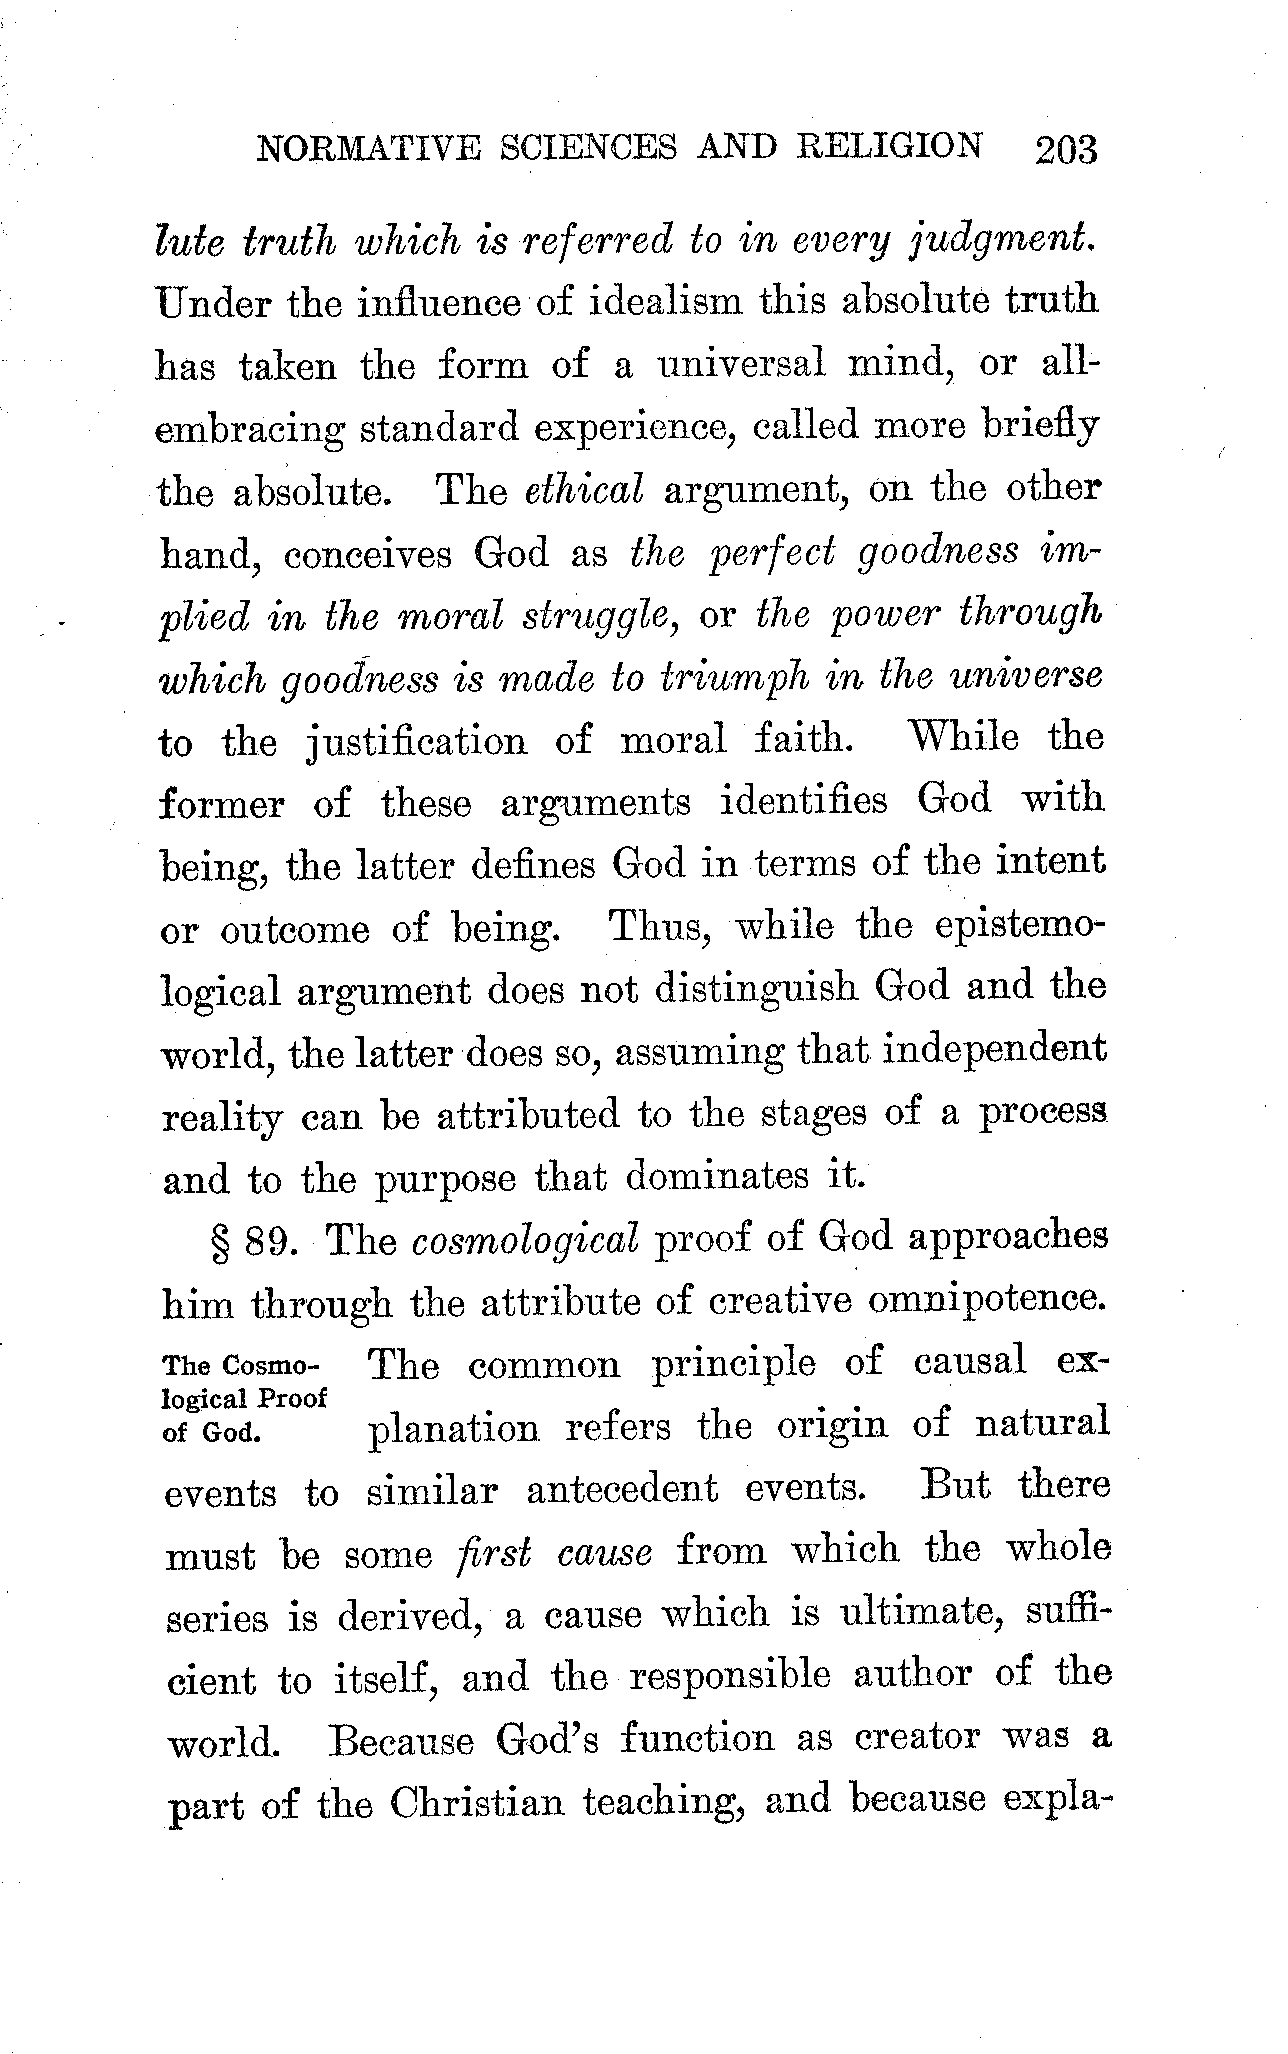 NORMATIVE SCIENCES AND RELIGION 203
lute truth which is referred to in every judgment.
Under the influence of idealism this absolute truth
has taken the form of a universal mind, or all-
embracing standard experience, called more briefly
the absolute. The ethical argument, on the other
hand, conceives God as the perfect goodness im-
plied in the moral struggle, or the power through
which goodness is made to triumph in the universe
to the justification of moral faith. While the
former of these arguments identifies God with
being, the latter defines God in terms of the intent
or outcome of being. Thus, while the epistemo-
logical argument does not distinguish God and the
world, the latter does so, assuming that independent
reality can be attributed to the stages of a process
and to the purpose that dominates it.
§ 89. The cosmological proof of God approaches
him through the attribute of creative omnipotence.
The Cosmo-
logical Proof
of God.
The common principle of causal ex-
planation refers the origin of natural
events to similar antecedent events. But there
must be some first cause from which the whole
series is derived, a cause which is ultimate, suffi-
cient to itself, and the responsible author of the
world. Because God's function as creator was a
part of the Christian teaching, and because expla-